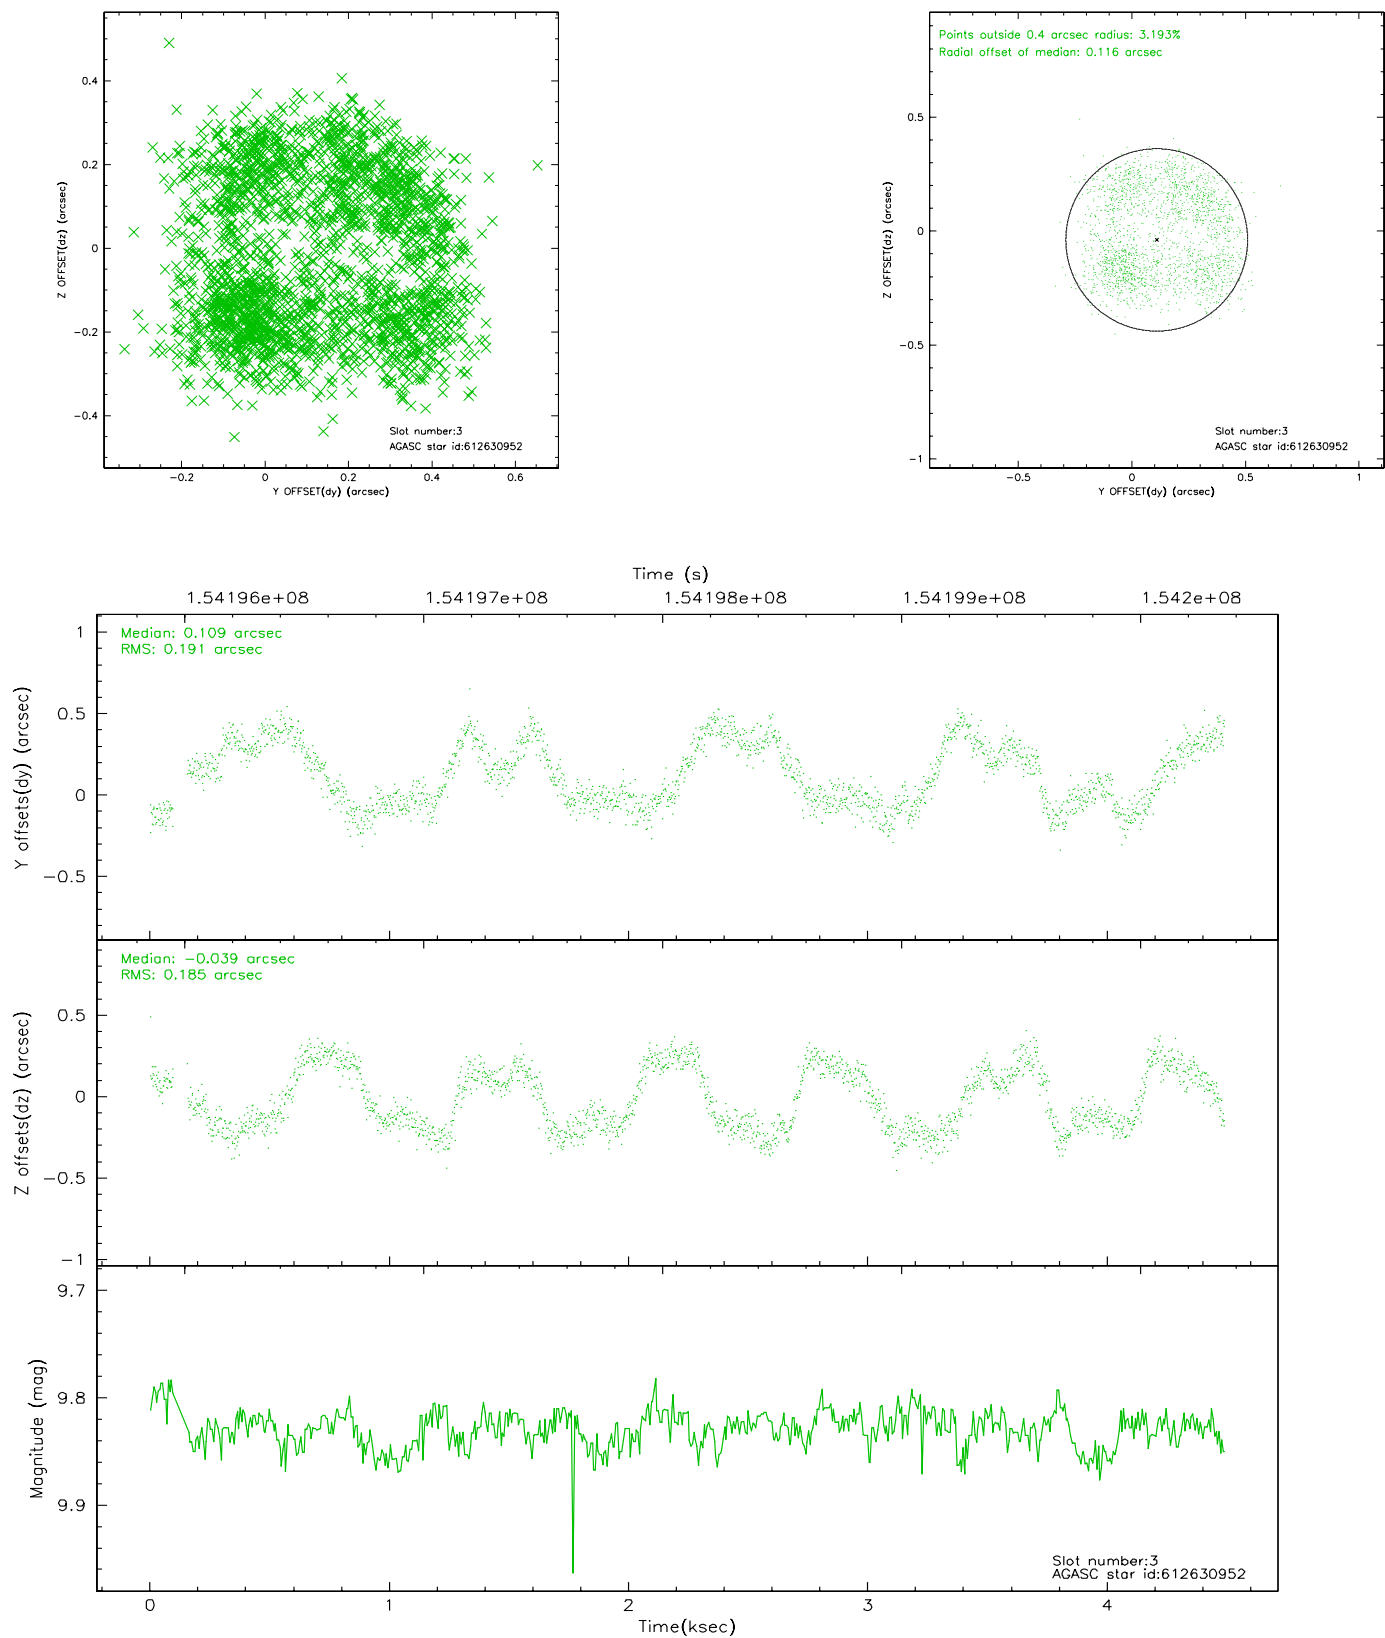 0.4
0.2
0
−0.2
−0.4
Z OFFSET(dz) (arcsec)
Slot number:3
AGASC star id:612630952
−0.2 0 0.2 0.4 0.6
Y OFFSET(dy) (arcsec)
Points outside 0.4 arcsec radius: 3.193%
Radial offset of median: 0.116 arcsec
0.5
0
−0.5
−1
Z OFFSET(dz) (arcsec)
Slot number:3
AGASC star id:612630952
−0.5 0 0.5 1
Y OFFSET(dy) (arcsec)
Time (s)
1.54196e+08 1.54197e+08 1.54198e+08 1.54199e+08 1.542e+08
Median: 0.109 arcsec
RMS: 0.191 arcsec
1
0.5
0
−0.5
Y offsets(dy) (arcsec)
Median: −0.039 arcsec
RMS: 0.185 arcsec
0.5
0
−0.5
−1
Z offsets(dz) (arcsec)
9.7
9.8
9.9
Magnitude (mag)
Slot number:3
AGASC star id:612630952
0 1 2 3 4
Time(ksec)